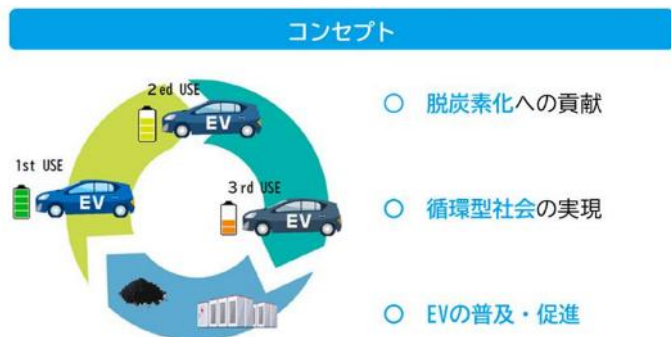 コンセプト
2ed USE
EV
1st USE
EV
3rd USE
EV
○ 脱炭素化への貢献
○ 循環型社会の実現
○ EVの普及・促進